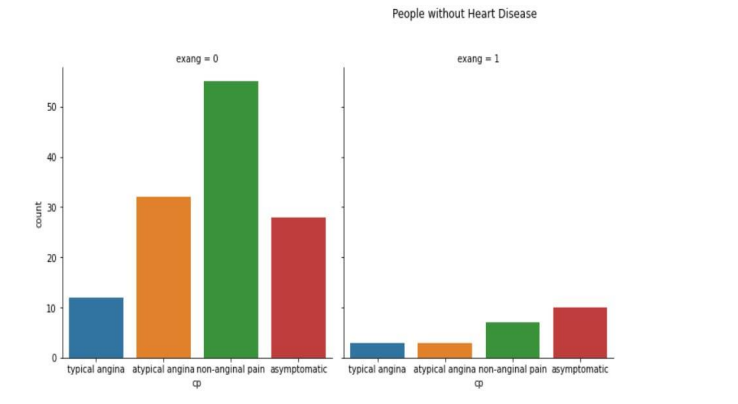 People without Heart Disease
exang = 0
exang = 1
count
50
40
30
20
10
0
typical angina atypical angina non-anginal pain asymptomatic
cp
typical angina atypical angina non-anginal pain asymptomatic
cp